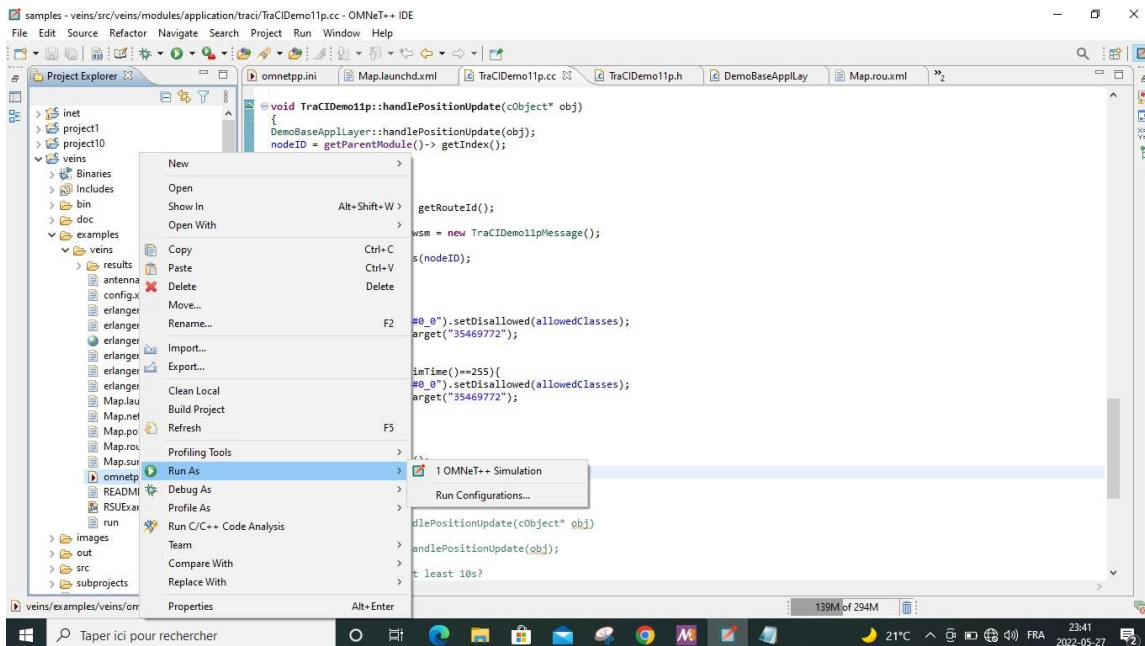 samples - veins/src/veins/modules/application/traci/TraCIDemo11p.cc - OMNeT++ IDE
File Edit Source Refactor Navigate Search Project Run Window Help
Project Explorer
omnetpp.ini Map.launchd.xml TraCIDemo11p.cc TraCIDemo11p.h DemoBaseApplLay Map.rou.xml »2
inet
project1
project10
veins
Binaries
Includes
bin
doc
examples
veins
results
antenna
config.x
erlanger
erlanger
erlanger
erlanger
erlanger
erlanger
Map.lau
Map.net
Map.po
Map.rou
Map.sur
omnetp
READMI
RSUExar
run
images
out
src
subprojects
New
Open
Show In Alt+Shift+W >
Open With
Copy Ctrl+C
Paste Ctrl+V
Delete Delete
Move...
Rename... F2
Import...
Export...
Clean Local
Build Project
Refresh F5
Profiling Tools
Run As
Debug As
Profile As
Run C/C++ Code Analysis
Team
Compare With
Replace With
Properties Alt+Enter
1 OMNeT++ Simulation
Run Configurations...
void TraCIDemo11p::handlePositionUpdate(cObject* obj)
{
DemoBaseApplLayer::handlePositionUpdate(obj);
nodeID = getParentModule()-> getIndex();
getRouteId();
wsm = new TraCIDemo11pMessage();
s(nodeID);
#0_0").setDisallowed(allowedClasses);
arget("35469772");
imTime()==255){
#0_0").setDisallowed(allowedClasses);
arget("35469772");
dlePositionUpdate(cObject* obj)
andlePositionUpdate(obj);
t least 10s?
veins/examples/veins/om
139M of 294M
Taper ici pour rechercher
21°C
FRA
23:41
2022-05-27
2